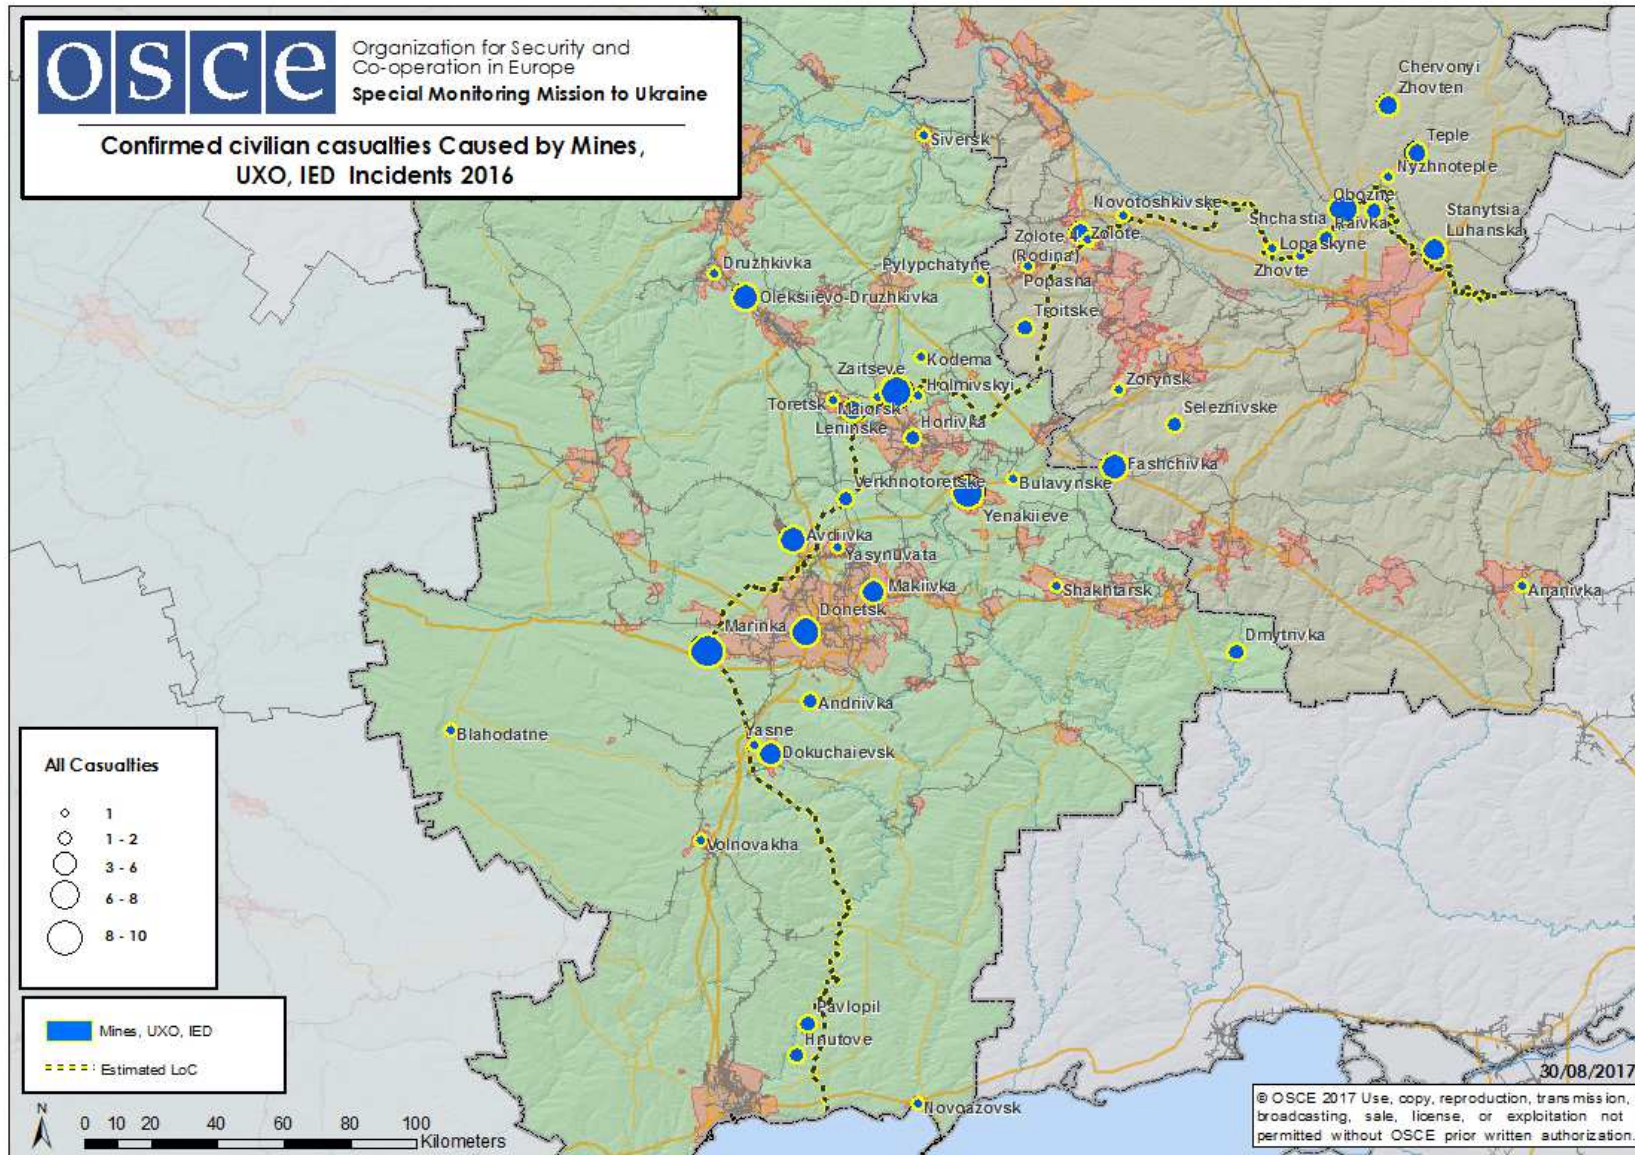 osce
Organization for Security and
Co-operation in Europe
Special Monitoring Mission to Ukraine
Confirmed civilian casualties Caused by Mines,
UXO, IED Incidents 2016
Chervonyi
Zhovten
Siversk
Teple
Nyzhnoteple
Novotoshkivske
Obozne
Shchastia
Raivka
Stanytsia
Luhanska
Zolote 4
(Rodina)
Zolote
Lopaskyne
Zhovte
Druzhkivka
Pylypchatyne
Popasna
Oleksiievo-Druzhkivka
Troitske
Kodema
Zaitseve
Holmivskyi
Zorynsk
Toretsk
Maiorsk
Seleznivske
Leninske
Horlivka
Fashchivka
Verkhnotoretske
Bulavynske
Yenakiieve
Avdiivka
Yasynuvata
Makiivka
Shakhtarsk
Ananivka
Donetsk
Marinka
Dmytrivka
Andriivka
Blahodatne
Yasne
Dokuchaievsk
Volnovakha
Pavlopil
Hnutove
Novoazovsk
All Casualties
1
1 - 2
3 - 6
6 - 8
8 - 10
Mines, UXO, IED
Estimated LoC
N
0 10 20 40 60 80 100
Kilometers
30/08/2017
© OSCE 2017 Use, copy, reproduction, transmission,
broadcasting, sale, license, or exploitation not
permitted without OSCE prior written authorization.